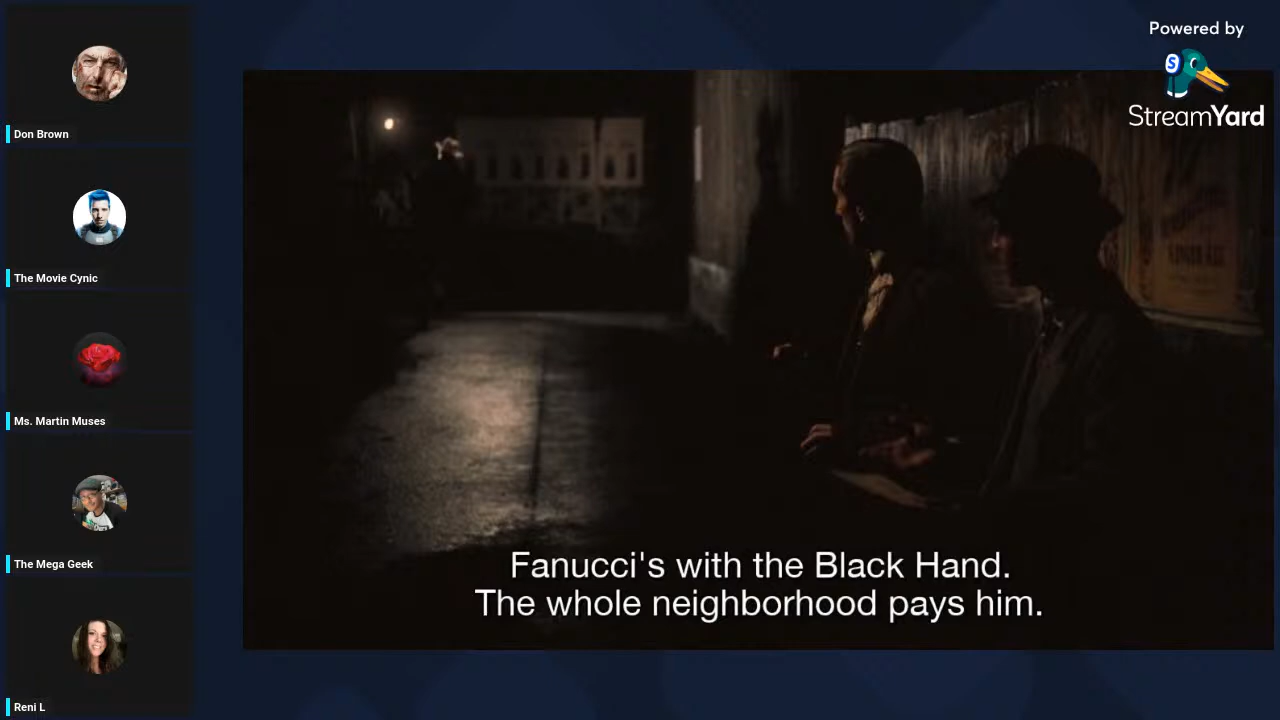 Powered by
StreamYard
Don Brown
The Movie Cynic
Ms. Martin Muses
The Mega Geek
Reni L
Fanucci's with the Black Hand.
The whole neighborhood pays him.